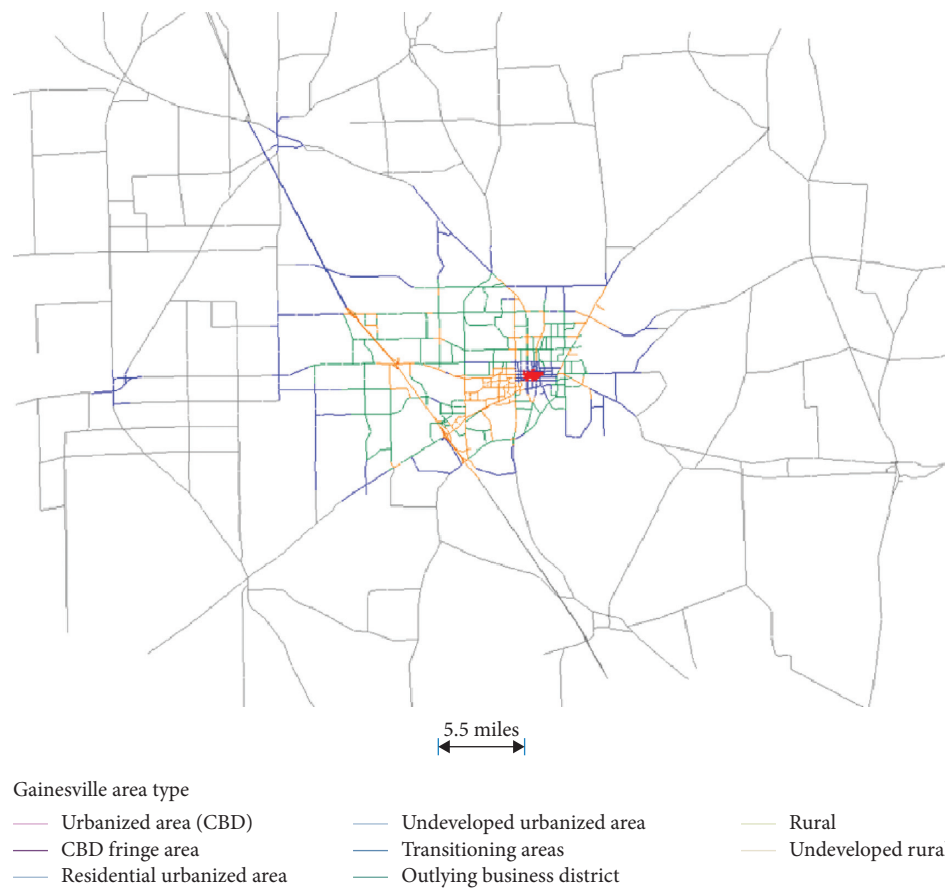 5.5 miles
Gainesville area type
Urbanized area (CBD)
CBD fringe area
Residential urbanized area
Undeveloped urbanized area
Transitioning areas
Outlying business district
Rural
Undeveloped rural